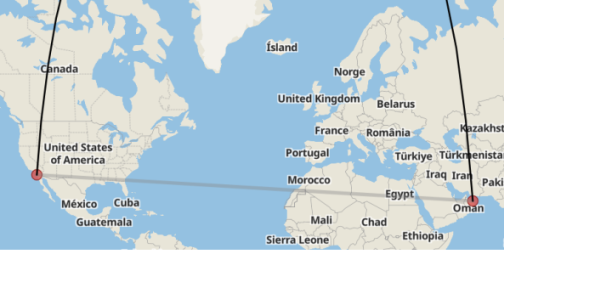 Ísland
Canada
Norge
United Kingdom
Belarus
France
România
Kazakhst
United States
of America
Portugal
Türkiye
Türkmenista
Iraq
Iran
Morocco
Paki
Egypt
México
Cuba
Oman
Guatemala
Mali
Chad
Sierra Leone
Ethiopia